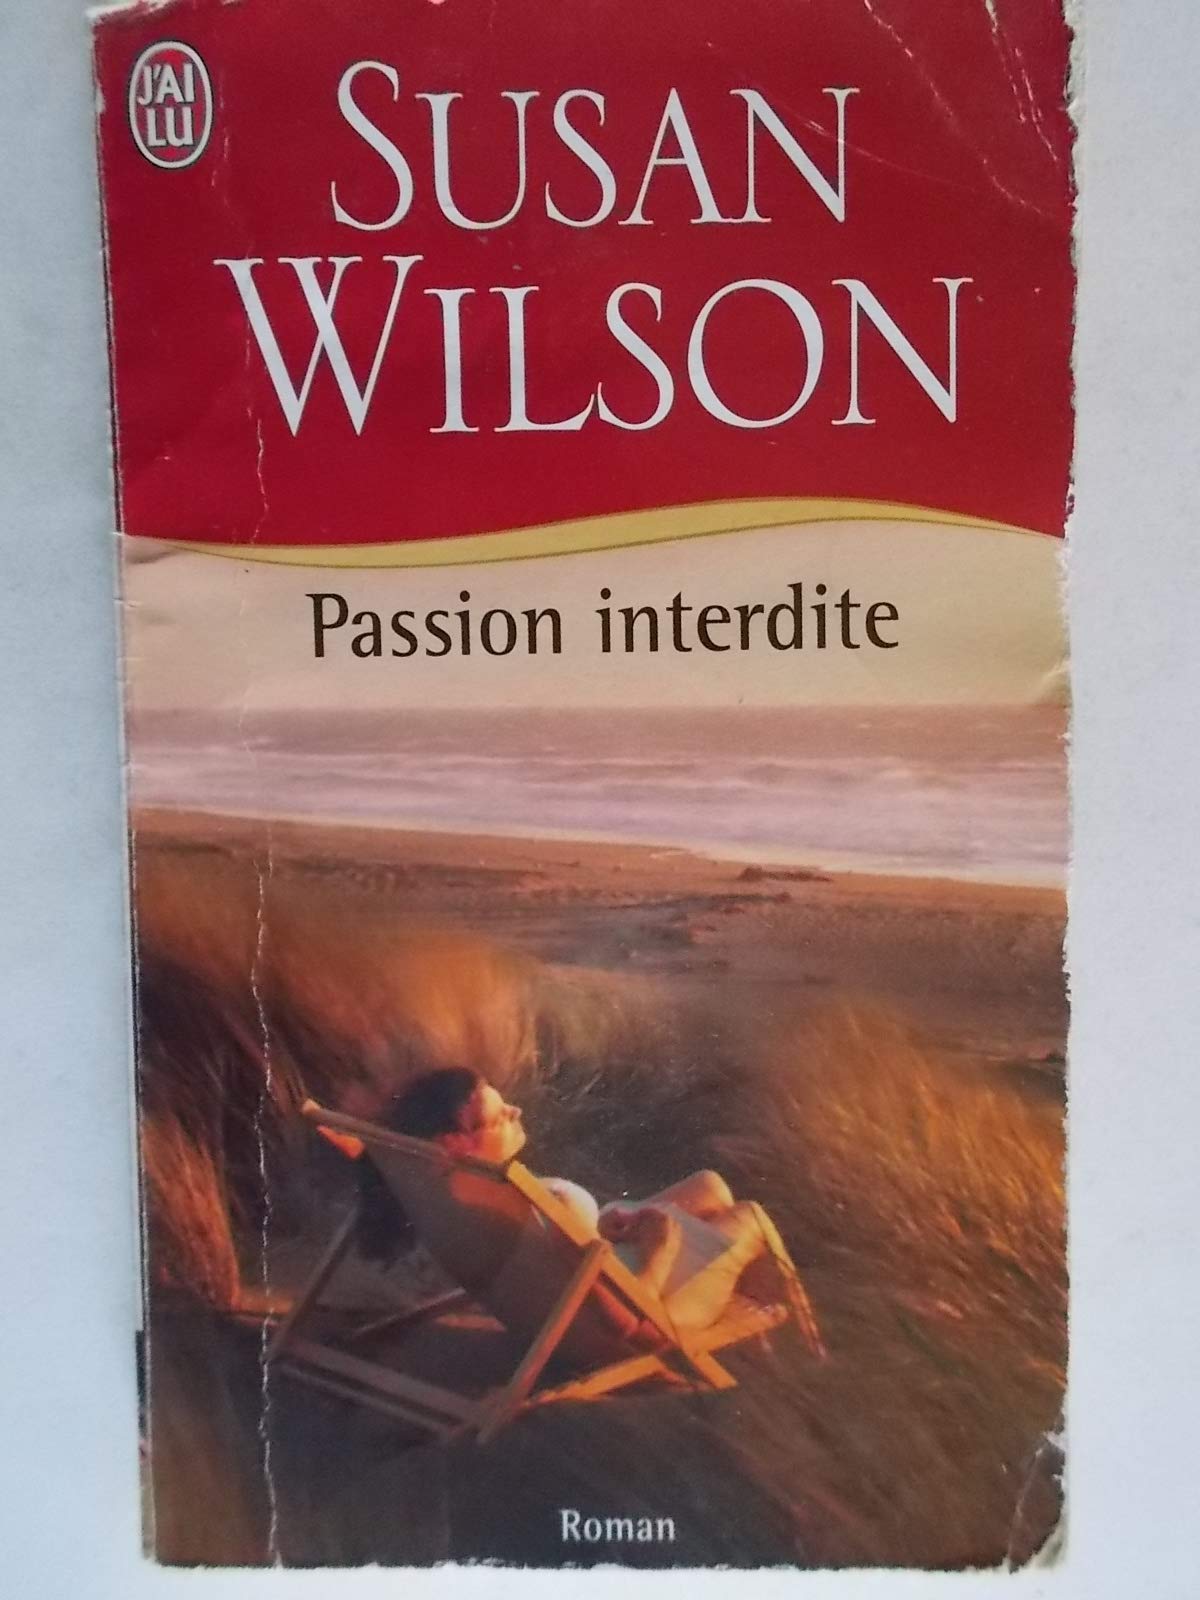 J'AI
LU
SUSAN
WILSON
Passion interdite
Roman